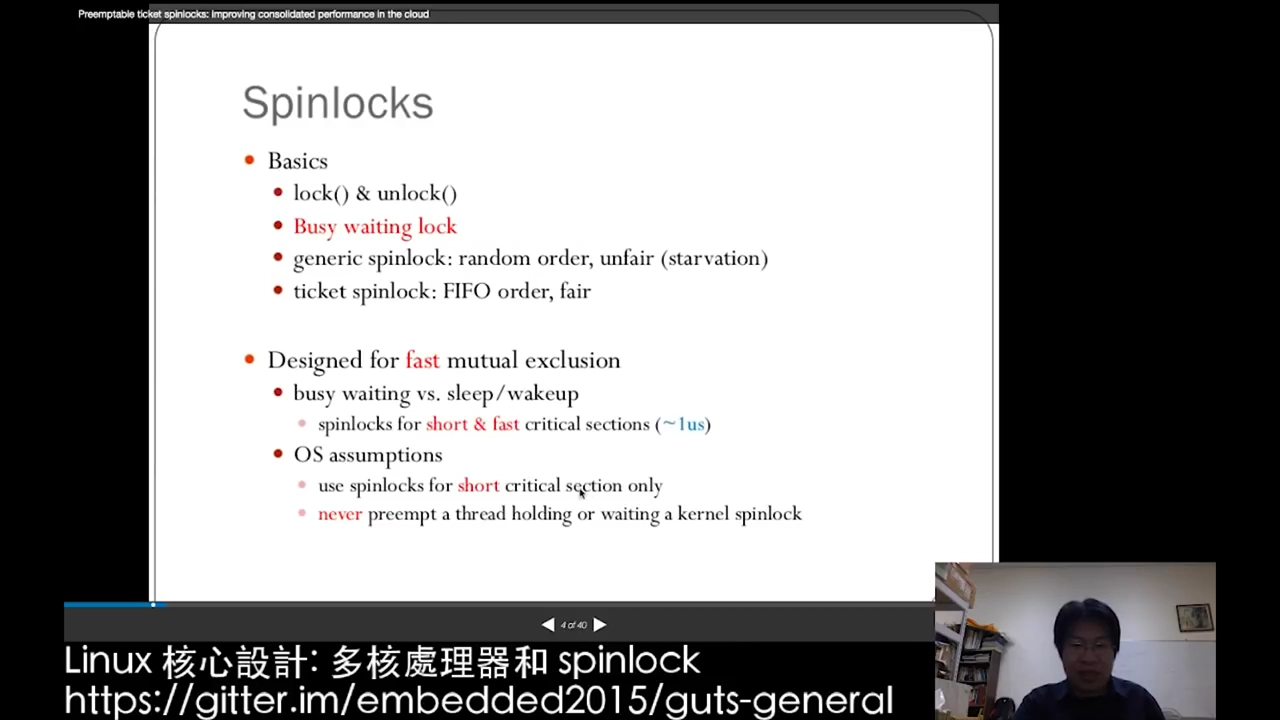 Preemptable ticket spinlocks: improving consolidated performance in the cloud
Spinlocks
Basics
lock() & unlock()
Busy waiting lock
generic spinlock: random order, unfair (starvation)
ticket spinlock: FIFO order, fair
Designed for fast mutual exclusion
busy waiting vs. sleep/wakeup
spinlocks for short & fast critical sections (~1us)
OS assumptions
use spinlocks for short critical section only
never preempt a thread holding or waiting a kernel spinlock
4 of 40
Linux 核心設計: 多核處理器和 spinlock
https://gitter.im/embedded2015/guts-general